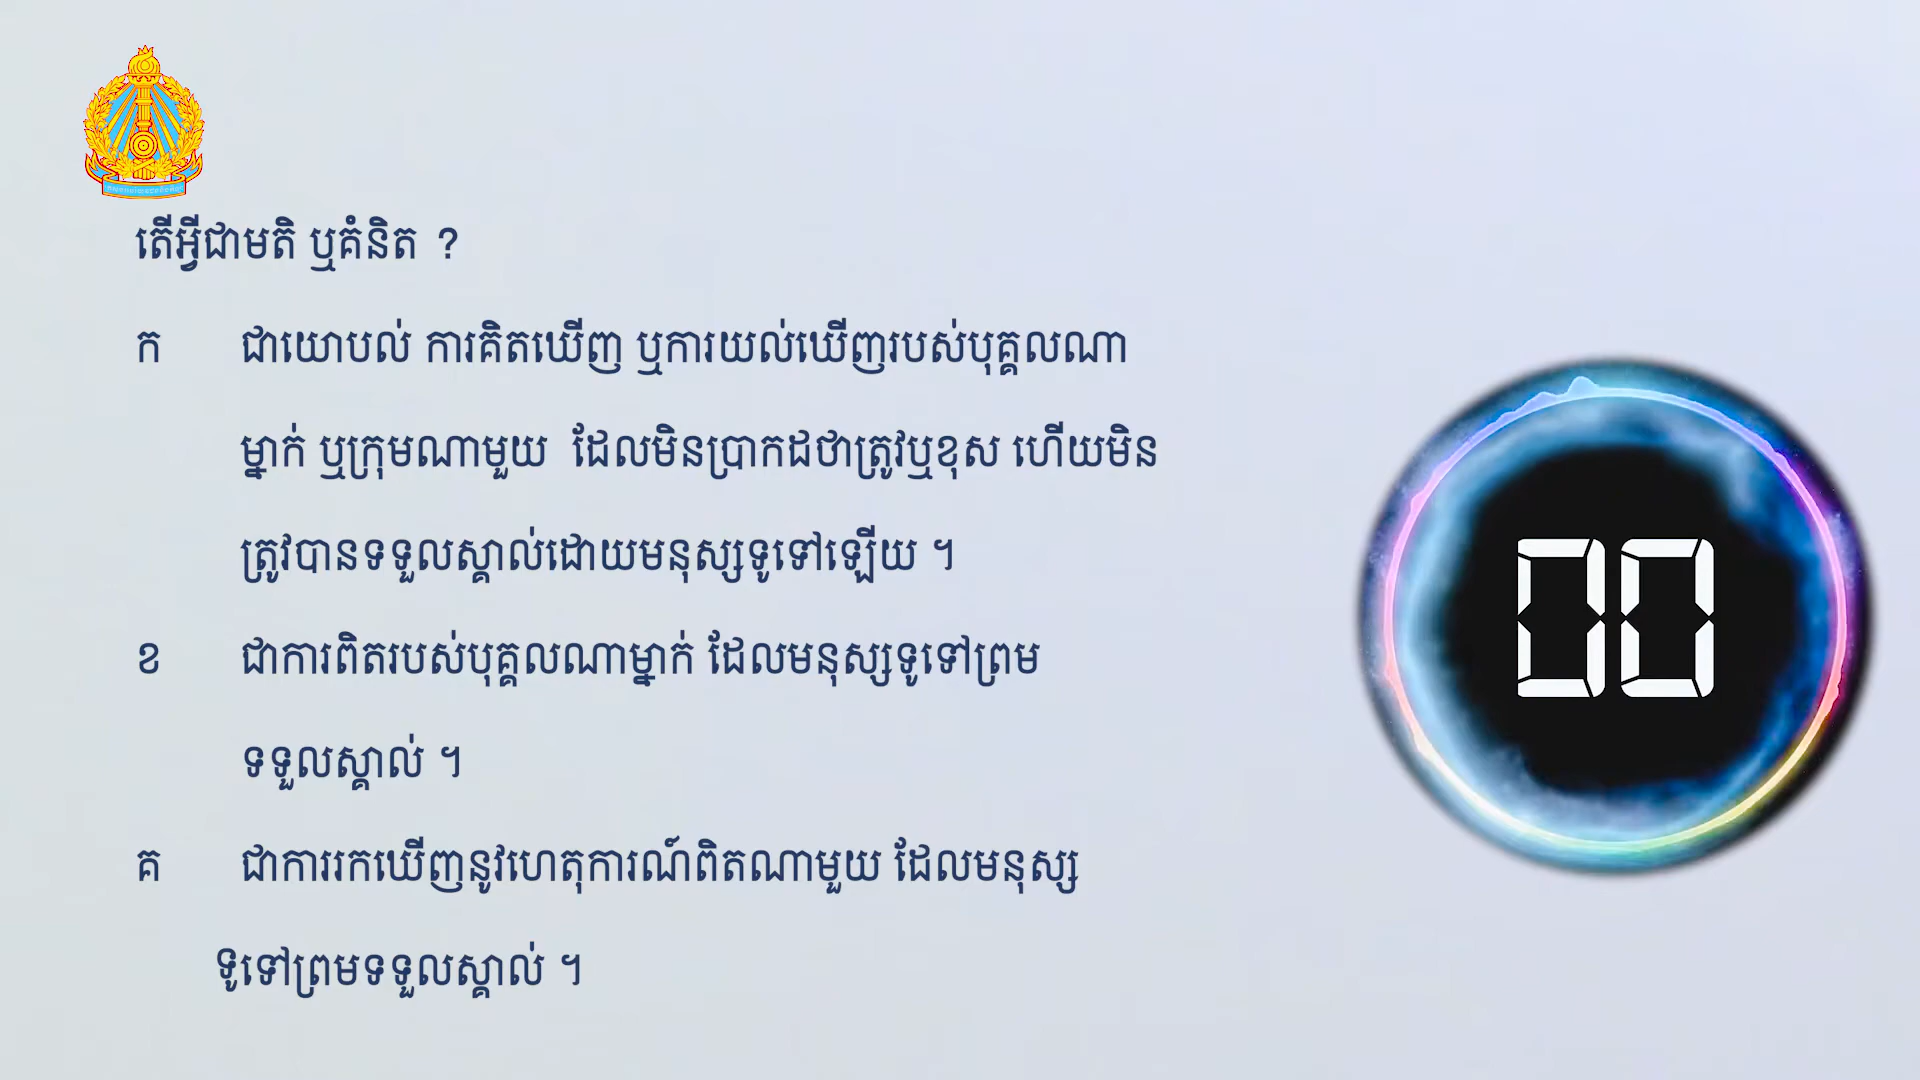 តើអ្វីជាមតិ ឬគំនិត ?
ក ជាយោបល់ ការគិតឃើញ ឬការយល់ឃើញរបស់បុគ្គលណា
ម្នាក់ ឬក្រុមណាមួយ ដែលមិនប្រាកដថាត្រូវឬខុស ហើយមិន
ត្រូវបានទទួលស្គាល់ដោយមនុស្សទូទៅឡើយ ។
ខ ជាការពិតរបស់បុគ្គលណាម្នាក់ ដែលមនុស្សទូទៅព្រម
ទទួលស្គាល់ ។
គ ជាការរកឃើញនូវហេតុការណ៍ពិតណាមួយ ដែលមនុស្ស
ទូទៅព្រមទទួលស្គាល់ ។
00